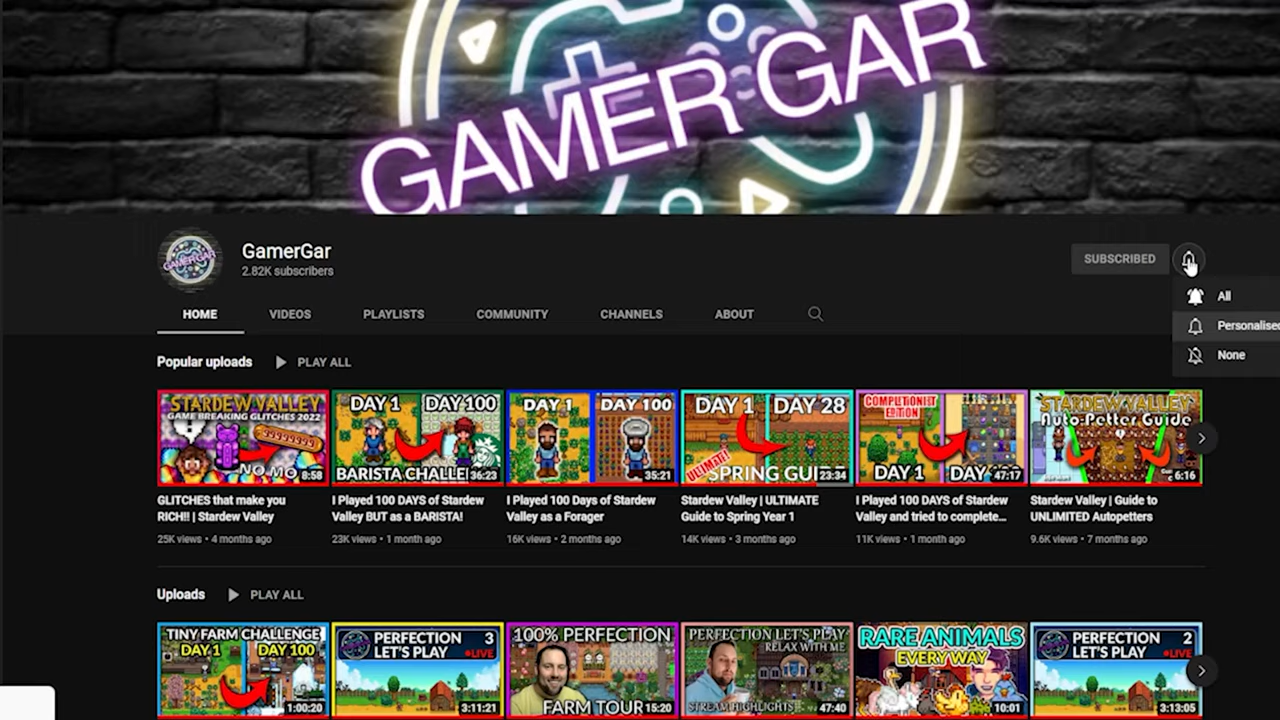 GAMER GAR
GAMERGAR
GamerGar
2.82K subscribers
SUBSCRIBED
All
Personalised
None
HOME VIDEOS PLAYLISTS COMMUNITY CHANNELS ABOUT
Popular uploads PLAY ALL
STARDEW VALLEY
GAME BREAKING GLITCHES 2022
NO MO
8:58
DAY 1 DAY 100
BARISTA CHALLE
36:23
DAY 1 DAY 100
35:21
DAY 1 DAY 28
ULTIMATE!
SPRING GUI
23:34
COMPLETIONIST
EDITION
DAY 1 DAY
47:17
STARDEW VALLEY
Auto-Petter Guide
6:16
GLITCHES that make you
RICH!! | Stardew Valley
25K views • 4 months ago
I Played 100 DAYS of Stardew
Valley BUT as a BARISTA!
23K views • 1 month ago
I Played 100 Days of Stardew
Valley as a Forager
16K views • 2 months ago
Stardew Valley | ULTIMATE
Guide to Spring Year 1
14K views • 3 months ago
I Played 100 DAYS of Stardew
Valley and tried to complete...
11K views • 1 month ago
Stardew Valley | Guide to
UNLIMITED Autopetters
9.6K views • 7 months ago
Uploads PLAY ALL
TINY FARM CHALLENGE
DAY 1 DAY 100
1:00:20
PERFECTION 3
LET'S PLAY LIVE
3:11:21
100% PERFECTION
FARM TOUR
15:20
PERFECTION LET'S PLAY
RELAX WITH ME
STREAM HIGHLIGHTS
47:40
RARE ANIMALS
EVERY WAY
10:01
PERFECTION 2
LET'S PLAY LIVE
3:13:05